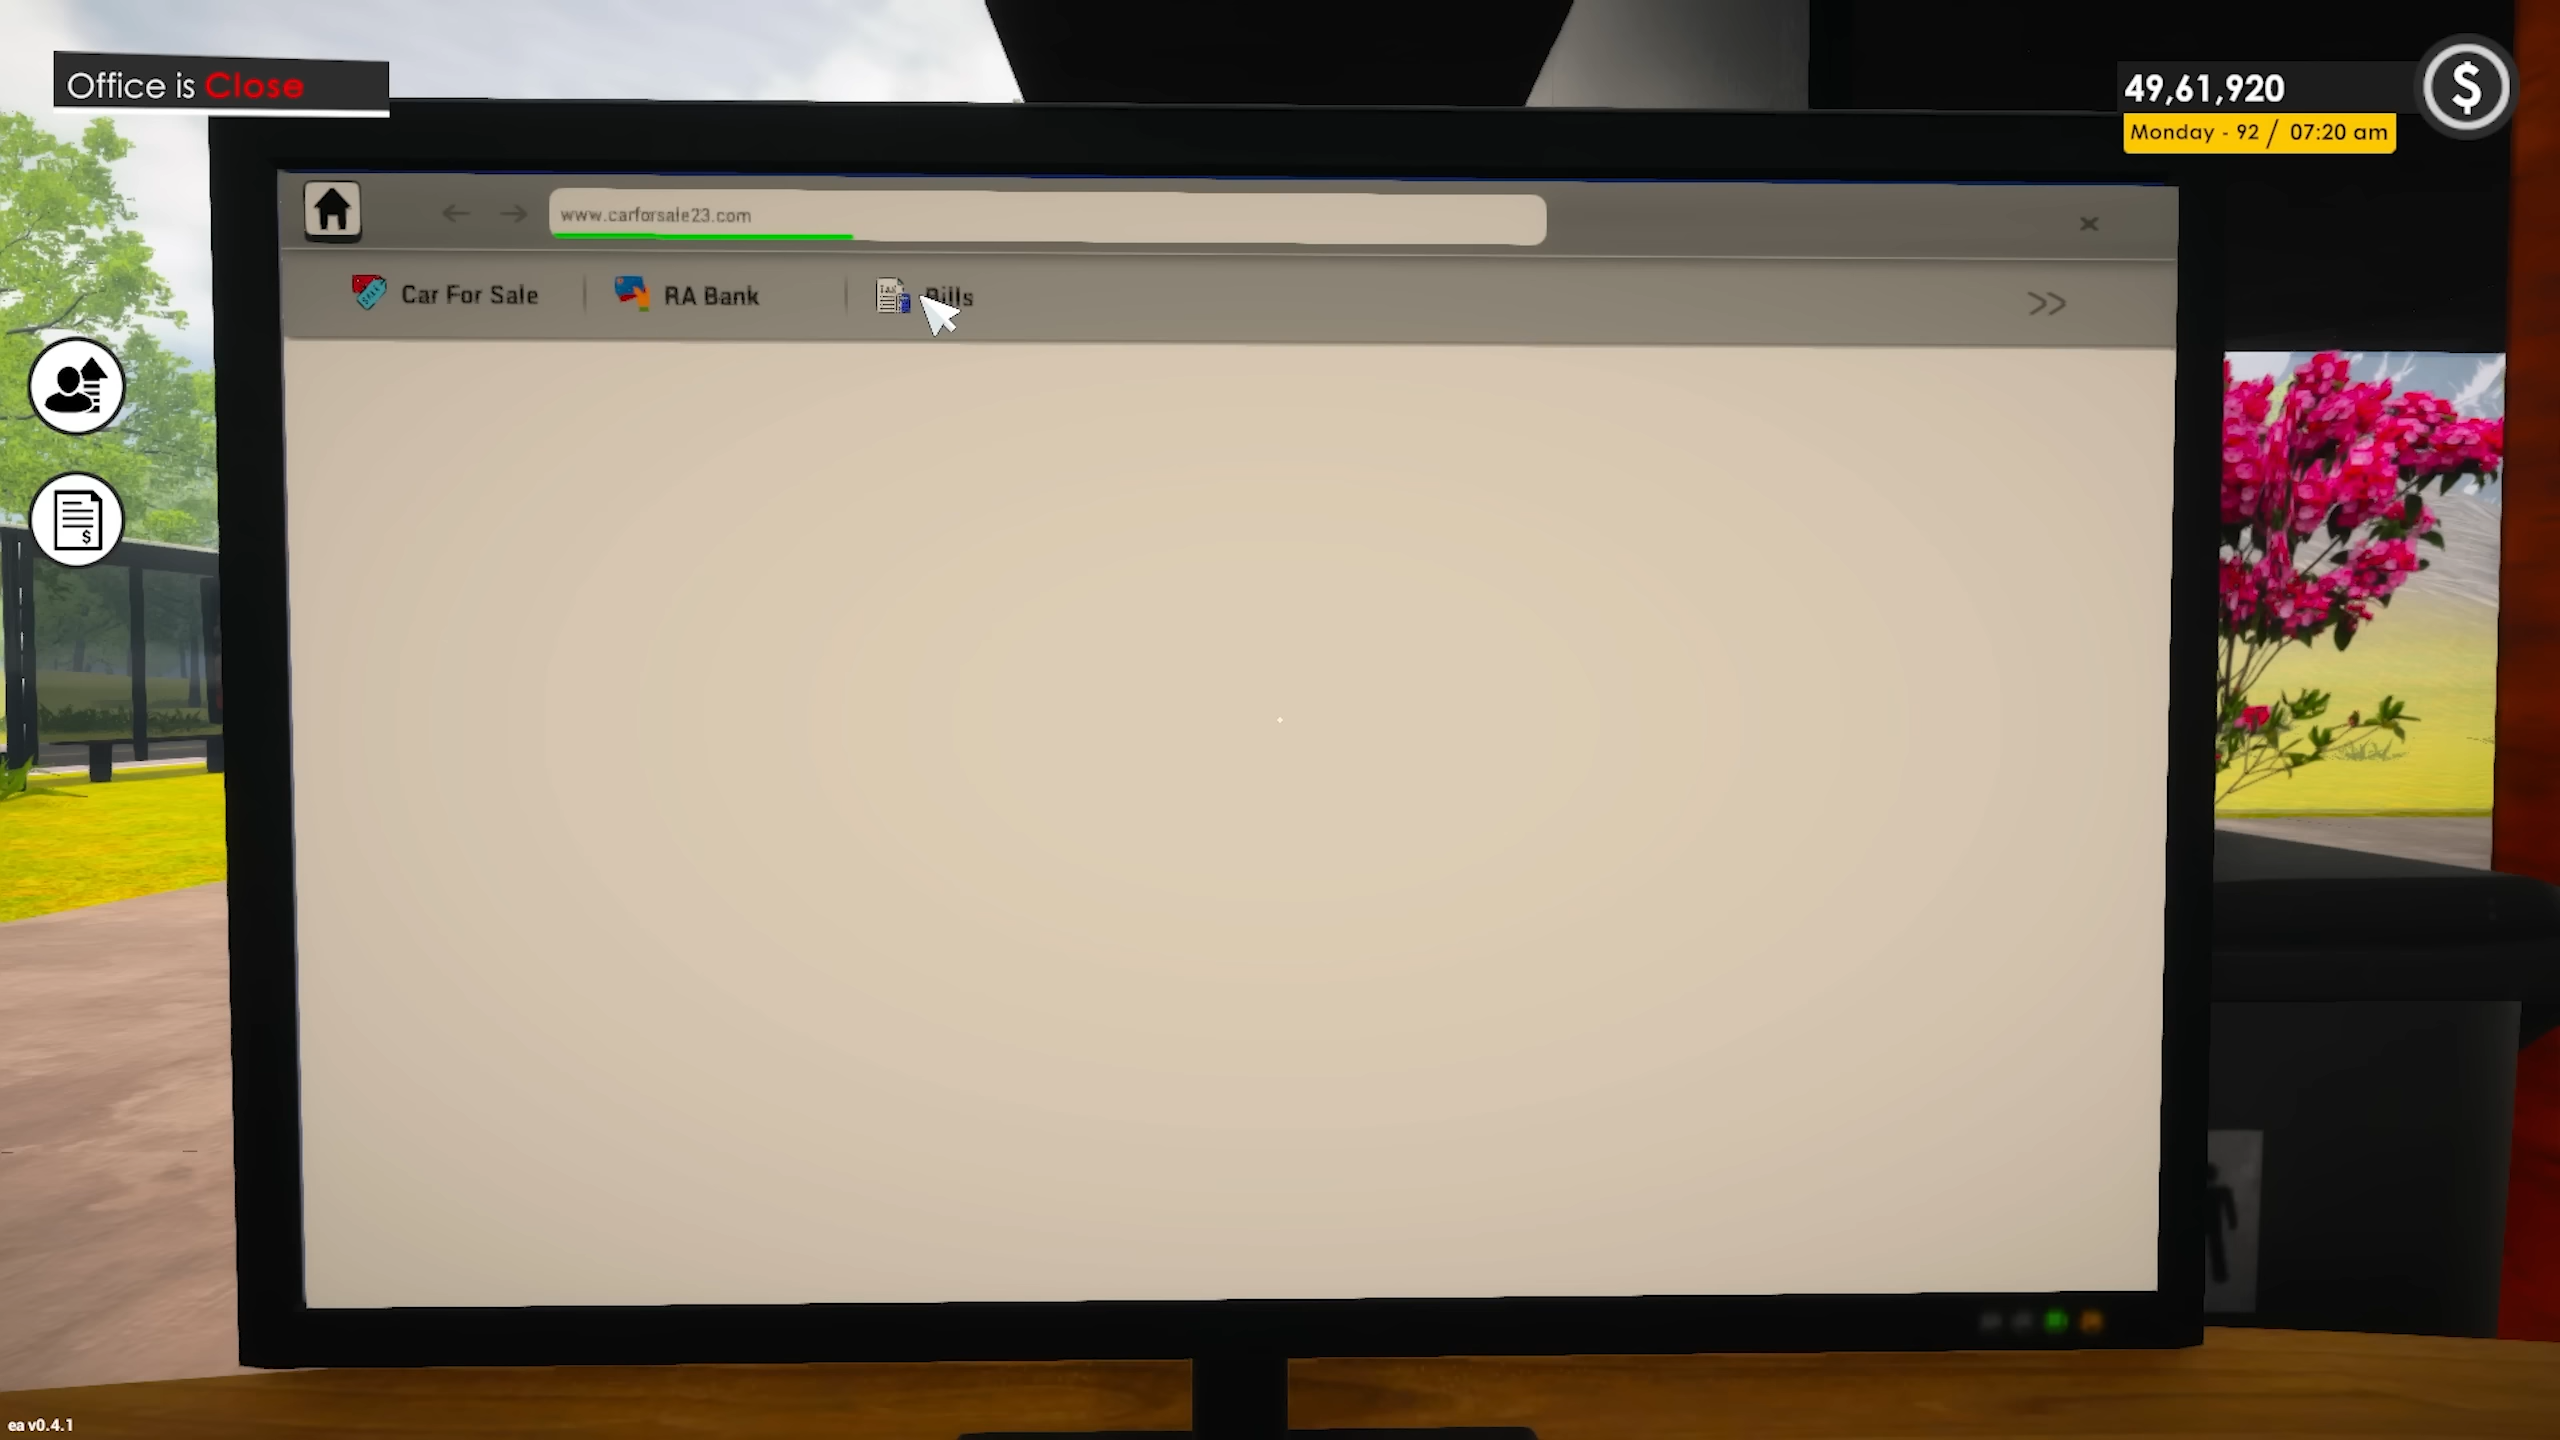 Office is Close
49,61,920
$
Monday - 92 / 07:20 am
www.carforsale23.com
Car For Sale
RA Bank
Bills
>>
ea v0.4.1